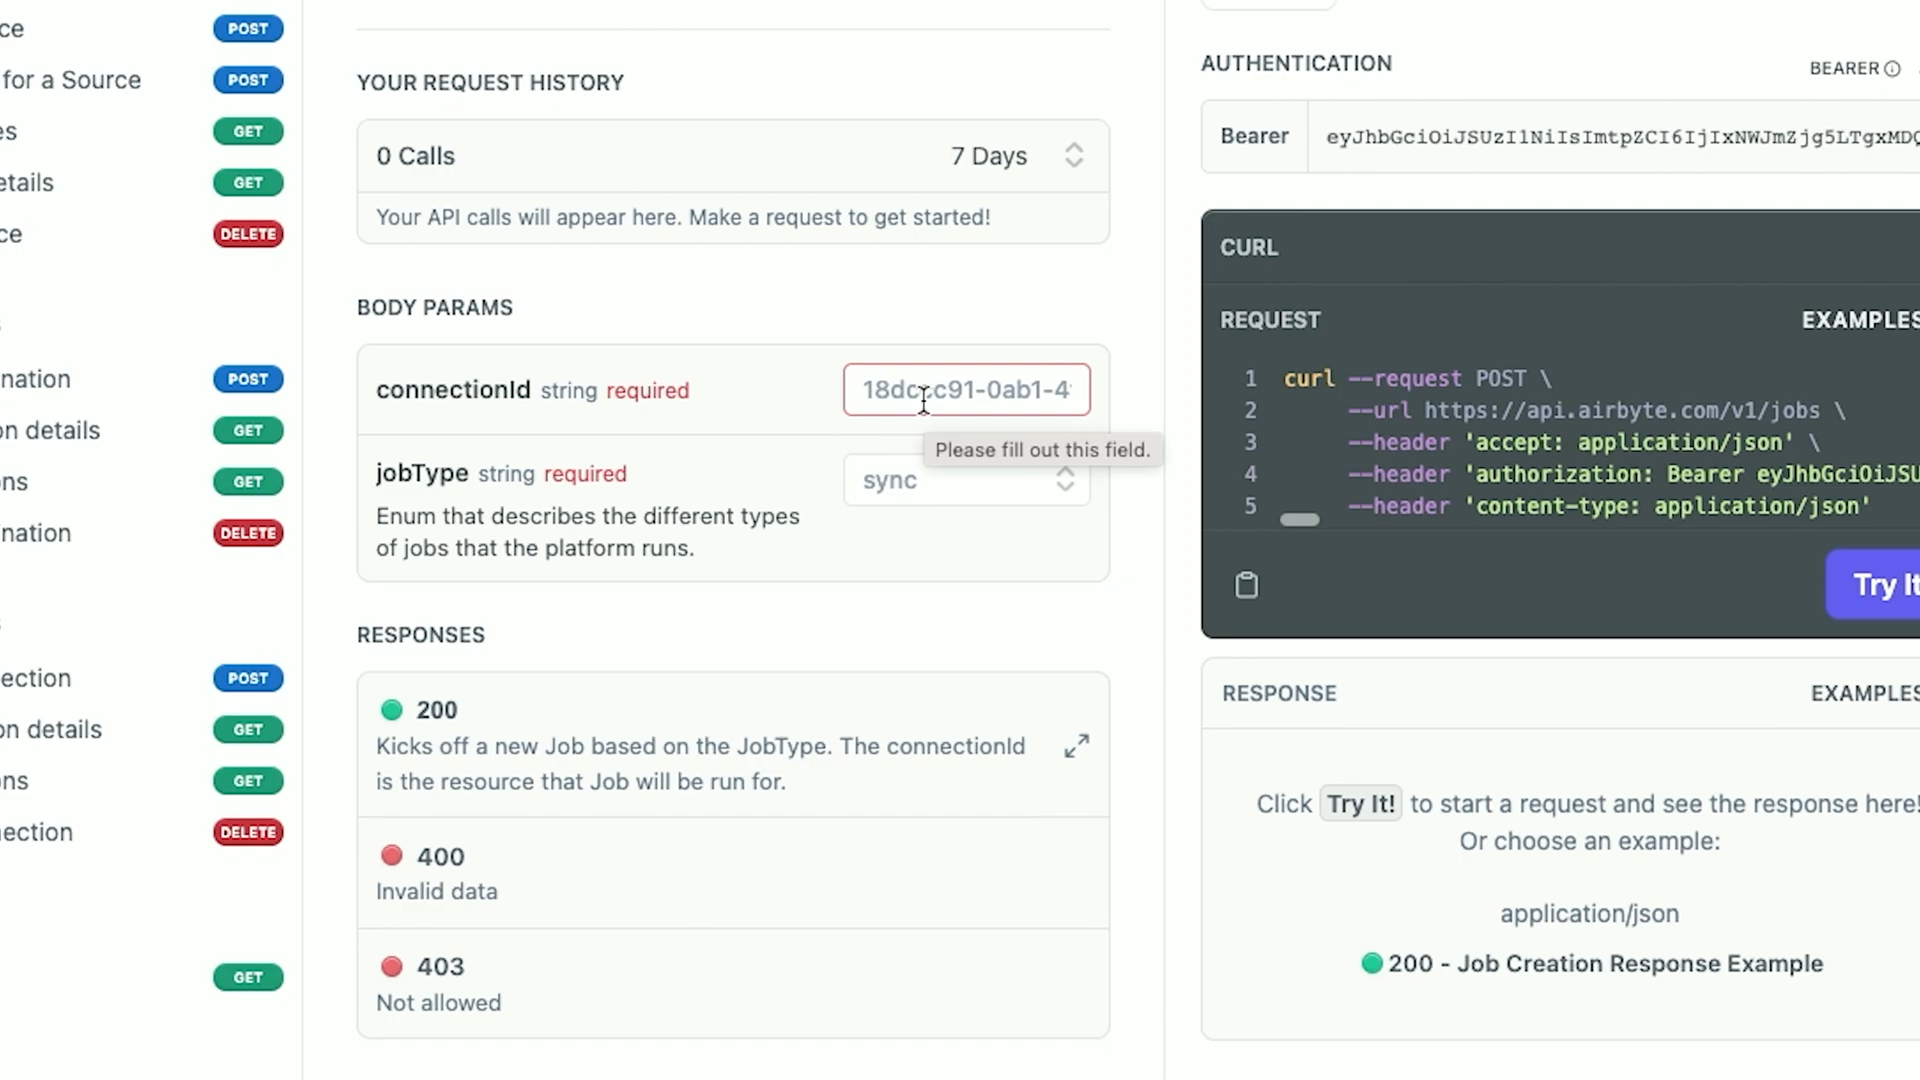 ce POST
for a Source POST
es GET
etails GET
ce DELETE
s
nation POST
on details GET
ons GET
nation DELETE
s
ection POST
on details GET
ons GET
nection DELETE
GET
YOUR REQUEST HISTORY
0 Calls 7 Days
Your API calls will appear here. Make a request to get started!
BODY PARAMS
connectionId string required
Please fill out this field.
jobType string required sync
Enum that describes the different types
of jobs that the platform runs.
RESPONSES
200
Kicks off a new Job based on the JobType. The connectionId
is the resource that Job will be run for.
400
Invalid data
403
Not allowed
AUTHENTICATION BEARER
Bearer
CURL
REQUEST EXAMPLES
1 curl --request POST \
2 --url https://api.airbyte.com/v1/jobs \
3 --header 'accept: application/json' \
4 --header 'authorization: Bearer eyJhbGciOiJSU
5 --header 'content-type: application/json'
Try It
RESPONSE EXAMPLES
Click Try It! to start a request and see the response here!
Or choose an example:
application/json
200 - Job Creation Response Example